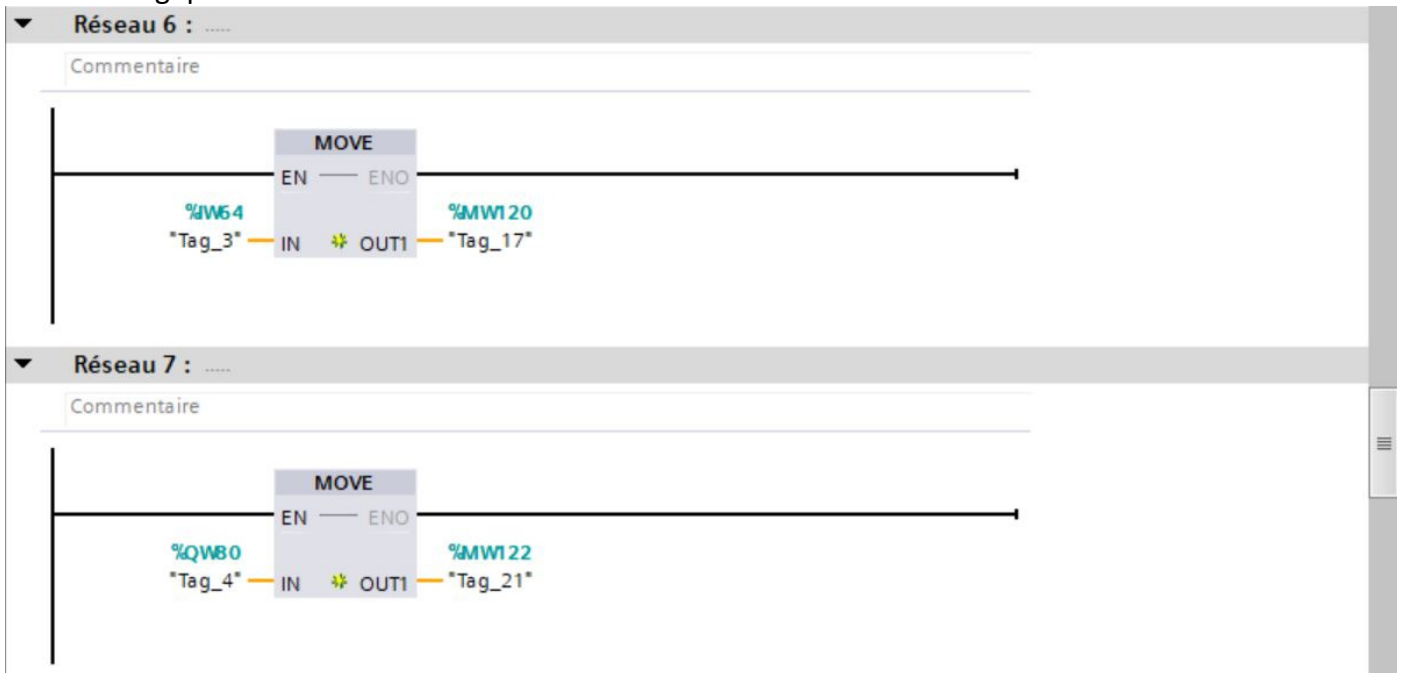 Réseau 6 : .....
Commentaire
MOVE
EN ENO
%IW64 %MW120
"Tag_3" IN OUT1 "Tag_17"
Réseau 7 : .....
Commentaire
MOVE
EN ENO
%QW80 %MW122
"Tag_4" IN OUT1 "Tag_21"